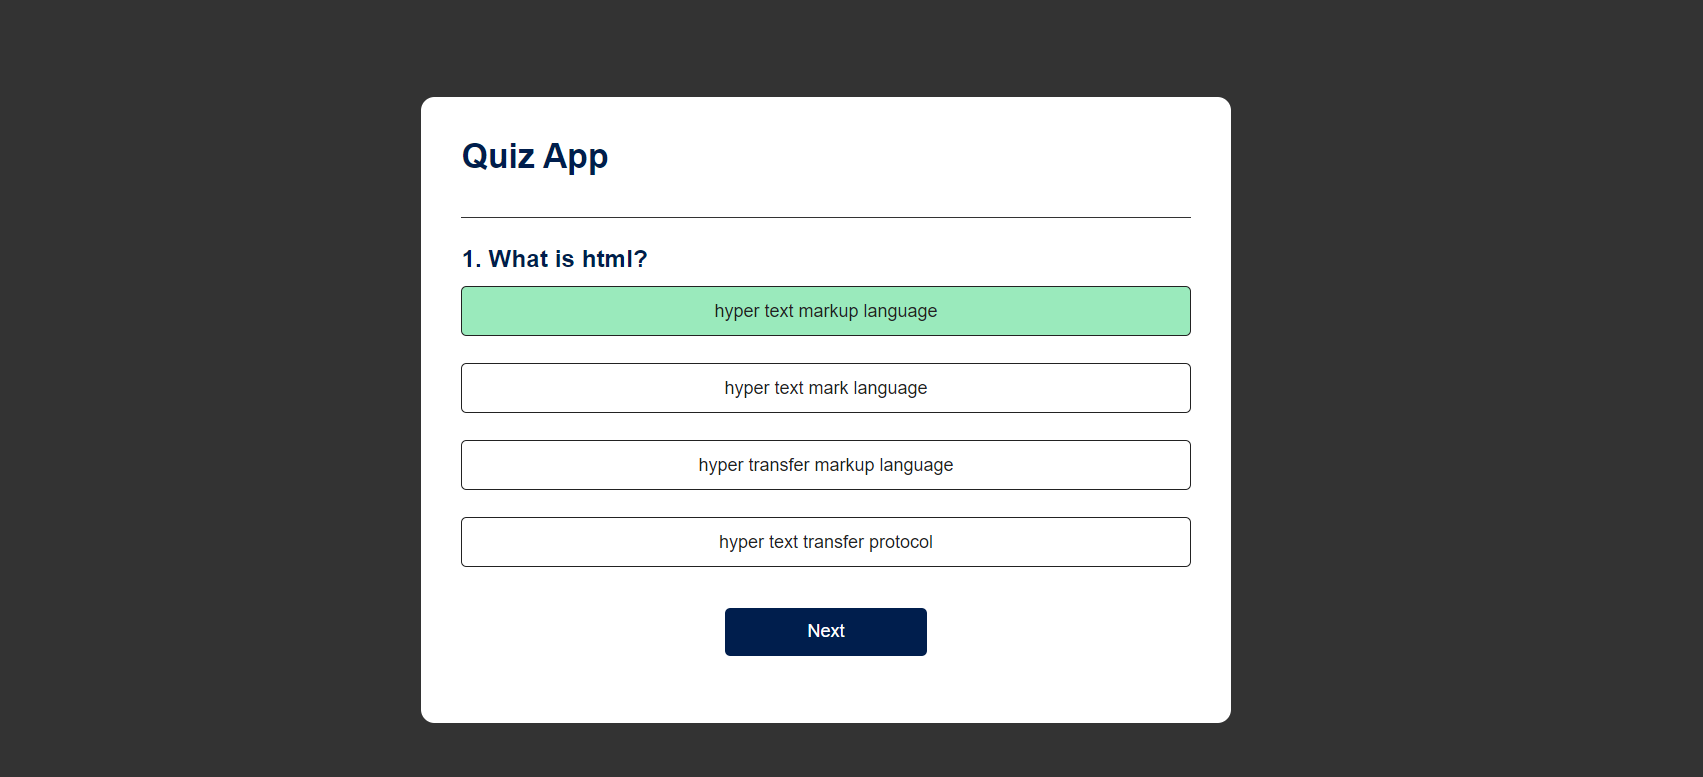 Quiz App
1. What is html?
hyper text markup language
hyper text mark language
hyper transfer markup language
hyper text transfer protocol
Next